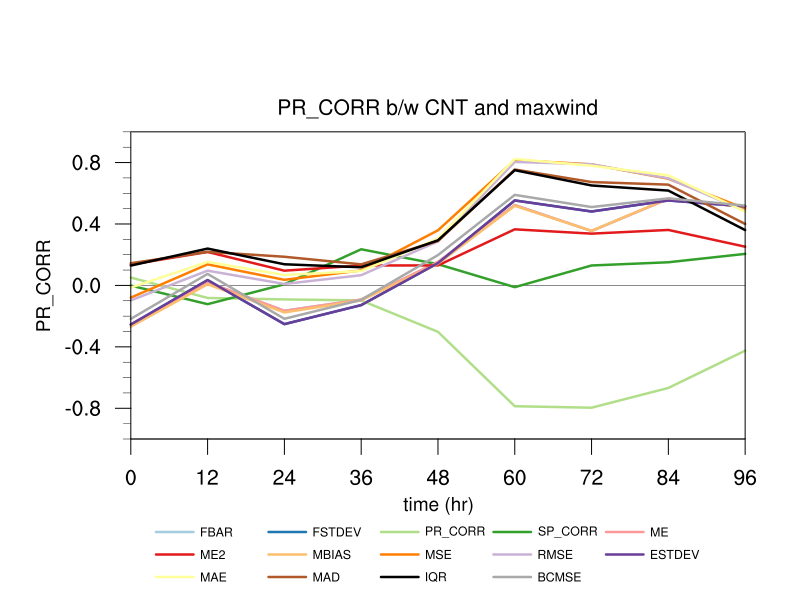 PR_CORR b/w CNT and maxwind
PR_CORR
0.8
0.4
0.0
-0.4
-0.8
0 12 24 36 48 60 72 84 96
time (hr)
FBAR FSTDEV PR_CORR SP_CORR ME
ME2 MBIAS MSE RMSE ESTDEV
MAE MAD IQR BCMSE